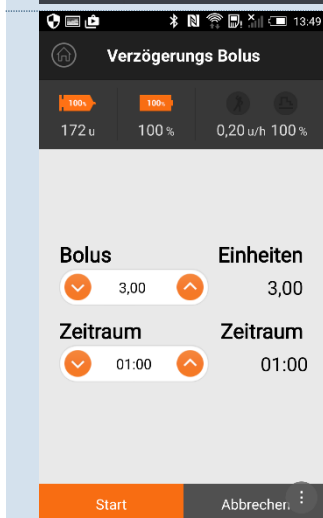 13:49
Verzögerungs Bolus
100% 100%
172 u 100 % 0,20 u/h 100 %
Bolus Einheiten
3,00 3,00
Zeitraum Zeitraum
01:00 01:00
Start Abbrechen